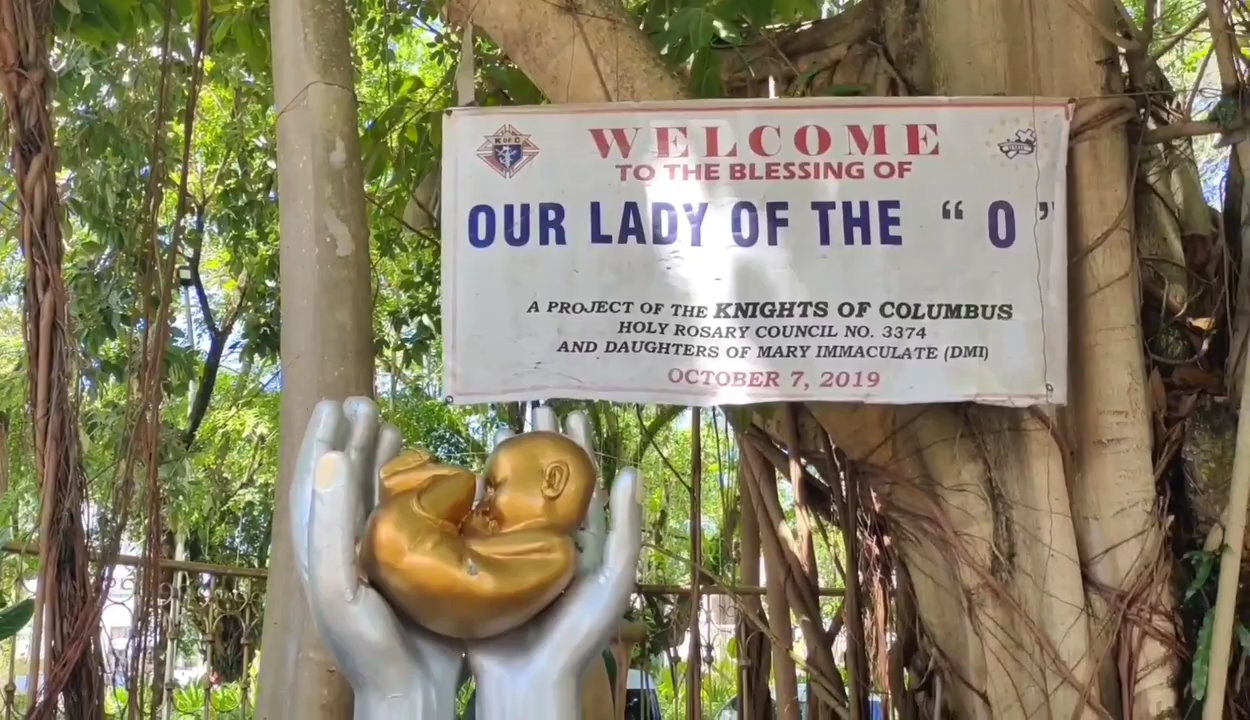 K OF C
WELCOME
TO THE BLESSING OF
OUR LADY OF THE “ O ”
A PROJECT OF THE KNIGHTS OF COLUMBUS
HOLY ROSARY COUNCIL NO. 3374
AND DAUGHTERS OF MARY IMMACULATE (DMI)
OCTOBER 7, 2019